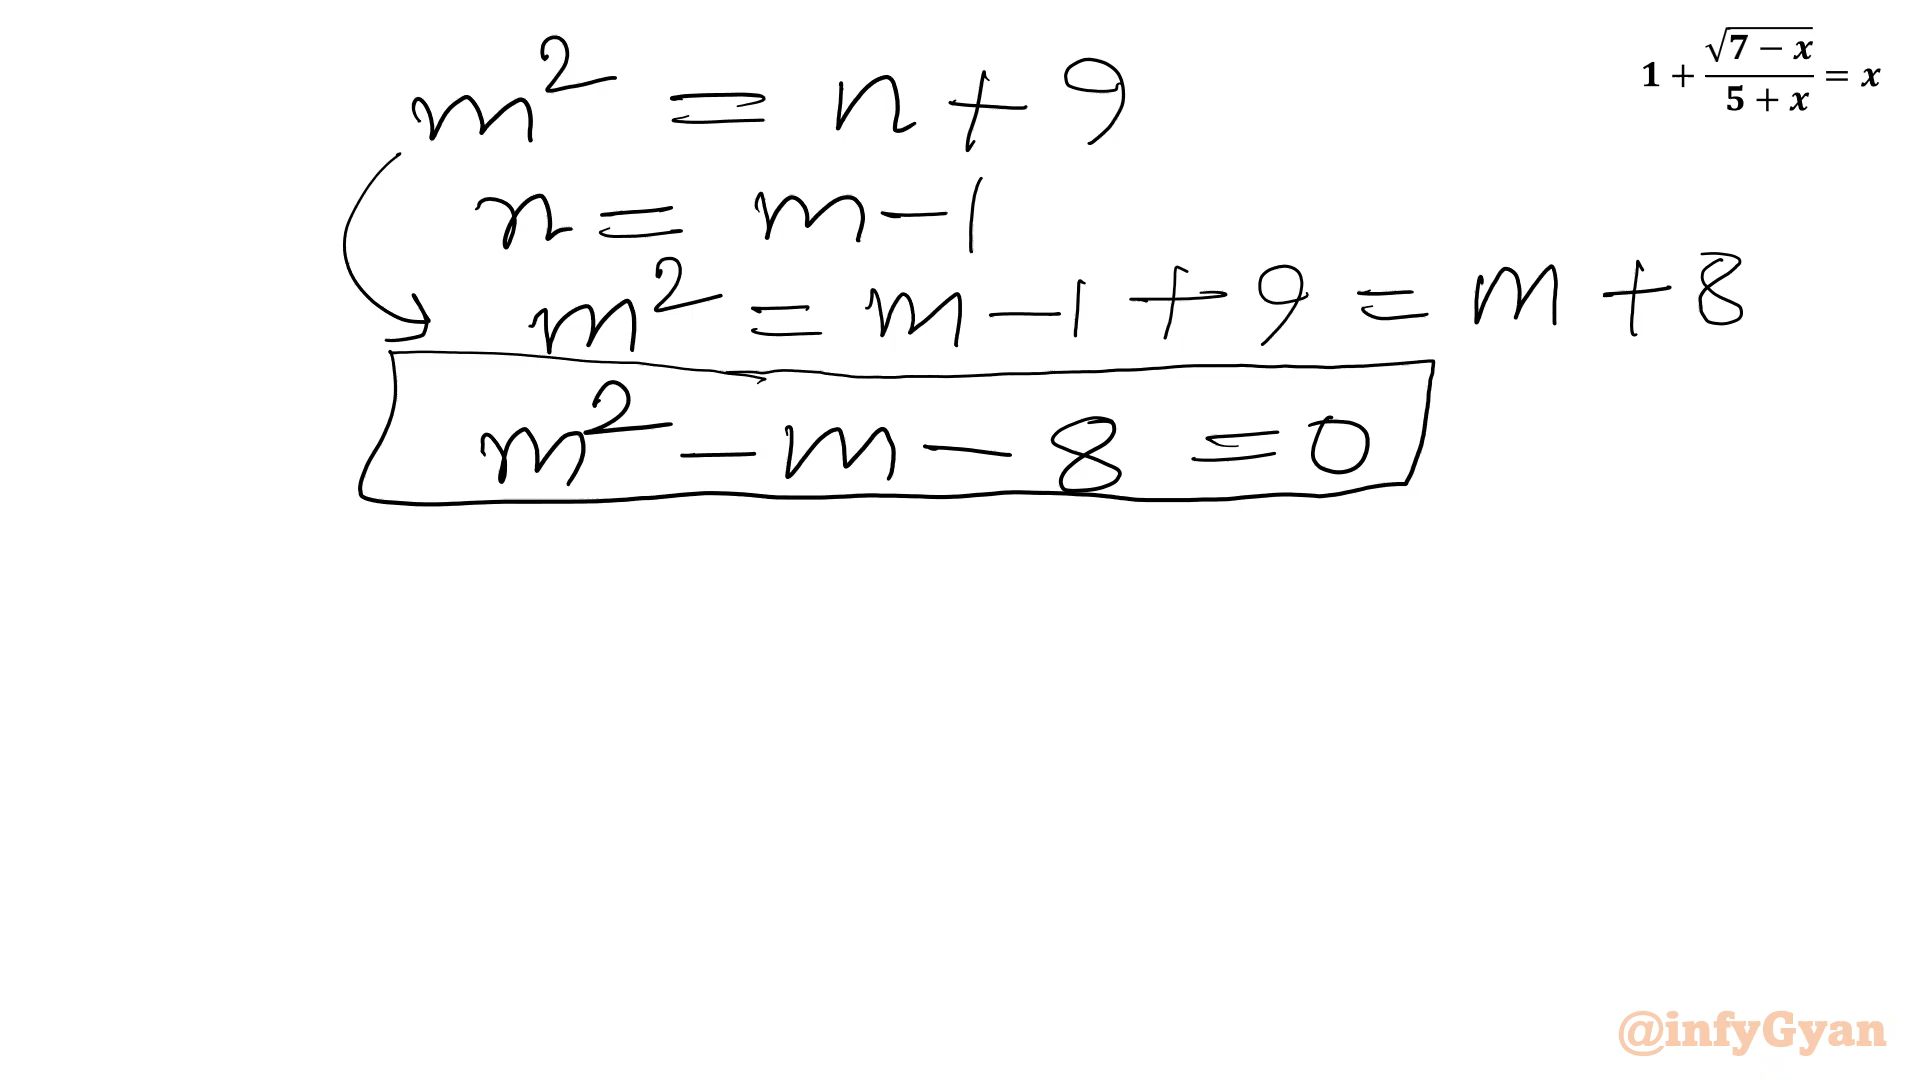 m² = n + 9
n = m - 1
m² = m - 1 + 9 = m + 8
m² - m - 8 = 0
1 + √(7 − x) / (5 + x) = x
@infyGyan